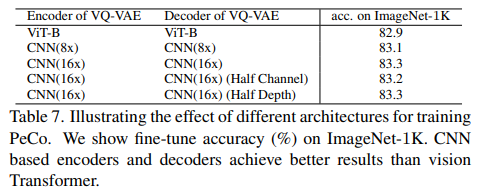 Encoder of VQ-VAE Decoder of VQ-VAE acc. on ImageNet-1K
ViT-B ViT-B 82.9
CNN(8x) CNN(8x) 83.1
CNN(16x) CNN(16x) 83.3
CNN(16x) CNN(16x) (Half Channel) 83.2
CNN(16x) CNN(16x) (Half Depth) 83.3
Table 7. Illustrating the effect of different architectures for training
PeCo. We show fine-tune accuracy (%) on ImageNet-1K. CNN
based encoders and decoders achieve better results than vision
Transformer.